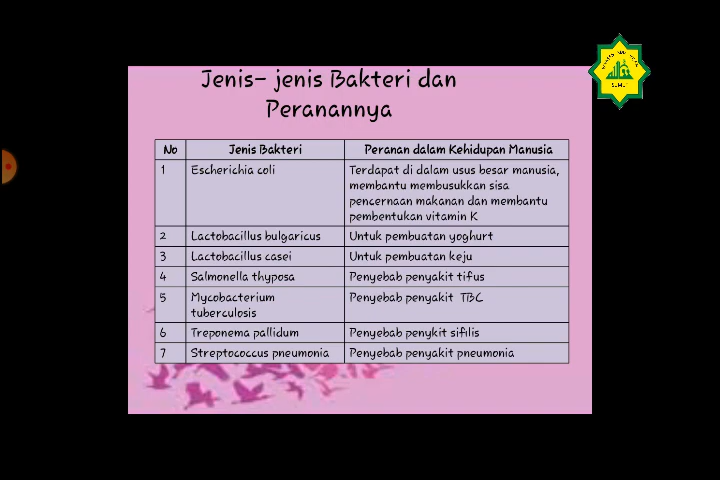 Jenis- jenis Bakteri dan
Peranannya
No Jenis Bakteri Peranan dalam Kehidupan Manusia
1 Escherichia coli Terdapat di dalam usus besar manusia,
membantu membusukkan sisa
pencernaan makanan dan membantu
pembentukan vitamin K
2 Lactobacillus bulgaricus Untuk pembuatan yoghurt
3 Lactobacillus casei Untuk pembuatan keju
4 Salmonella thyposa Penyebab penyakit tifus
5 Mycobacterium Penyebab penyakit TBC
tuberculosis
6 Treponema pallidum Penyebab penykit sifilis
7 Streptococcus pneumonia Penyebab penyakit pneumonia